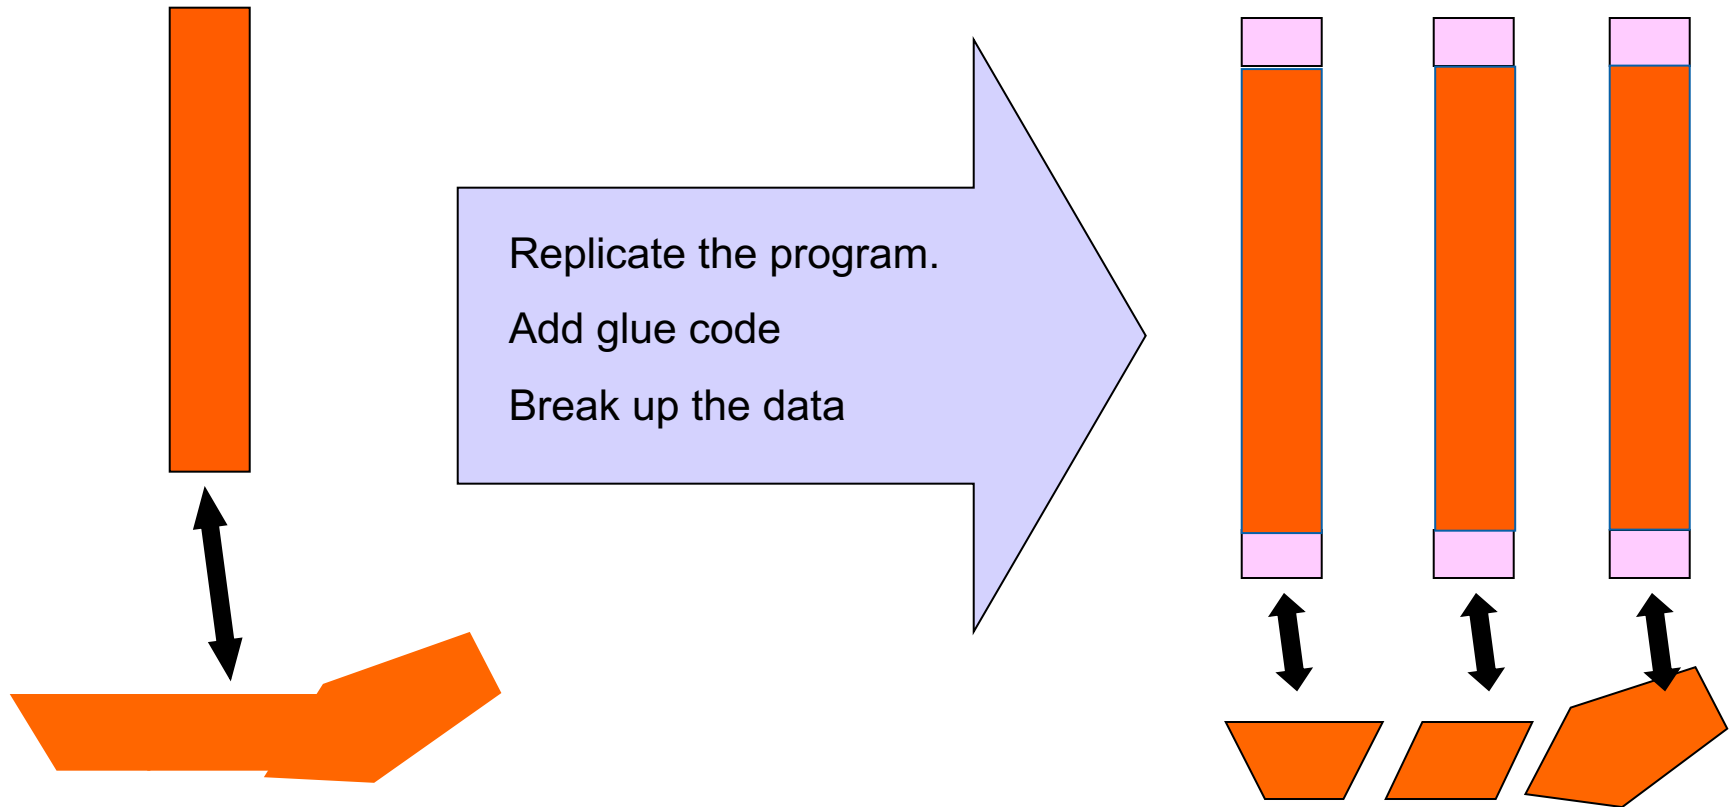 Replicate the program.
Add glue code
Break up the data